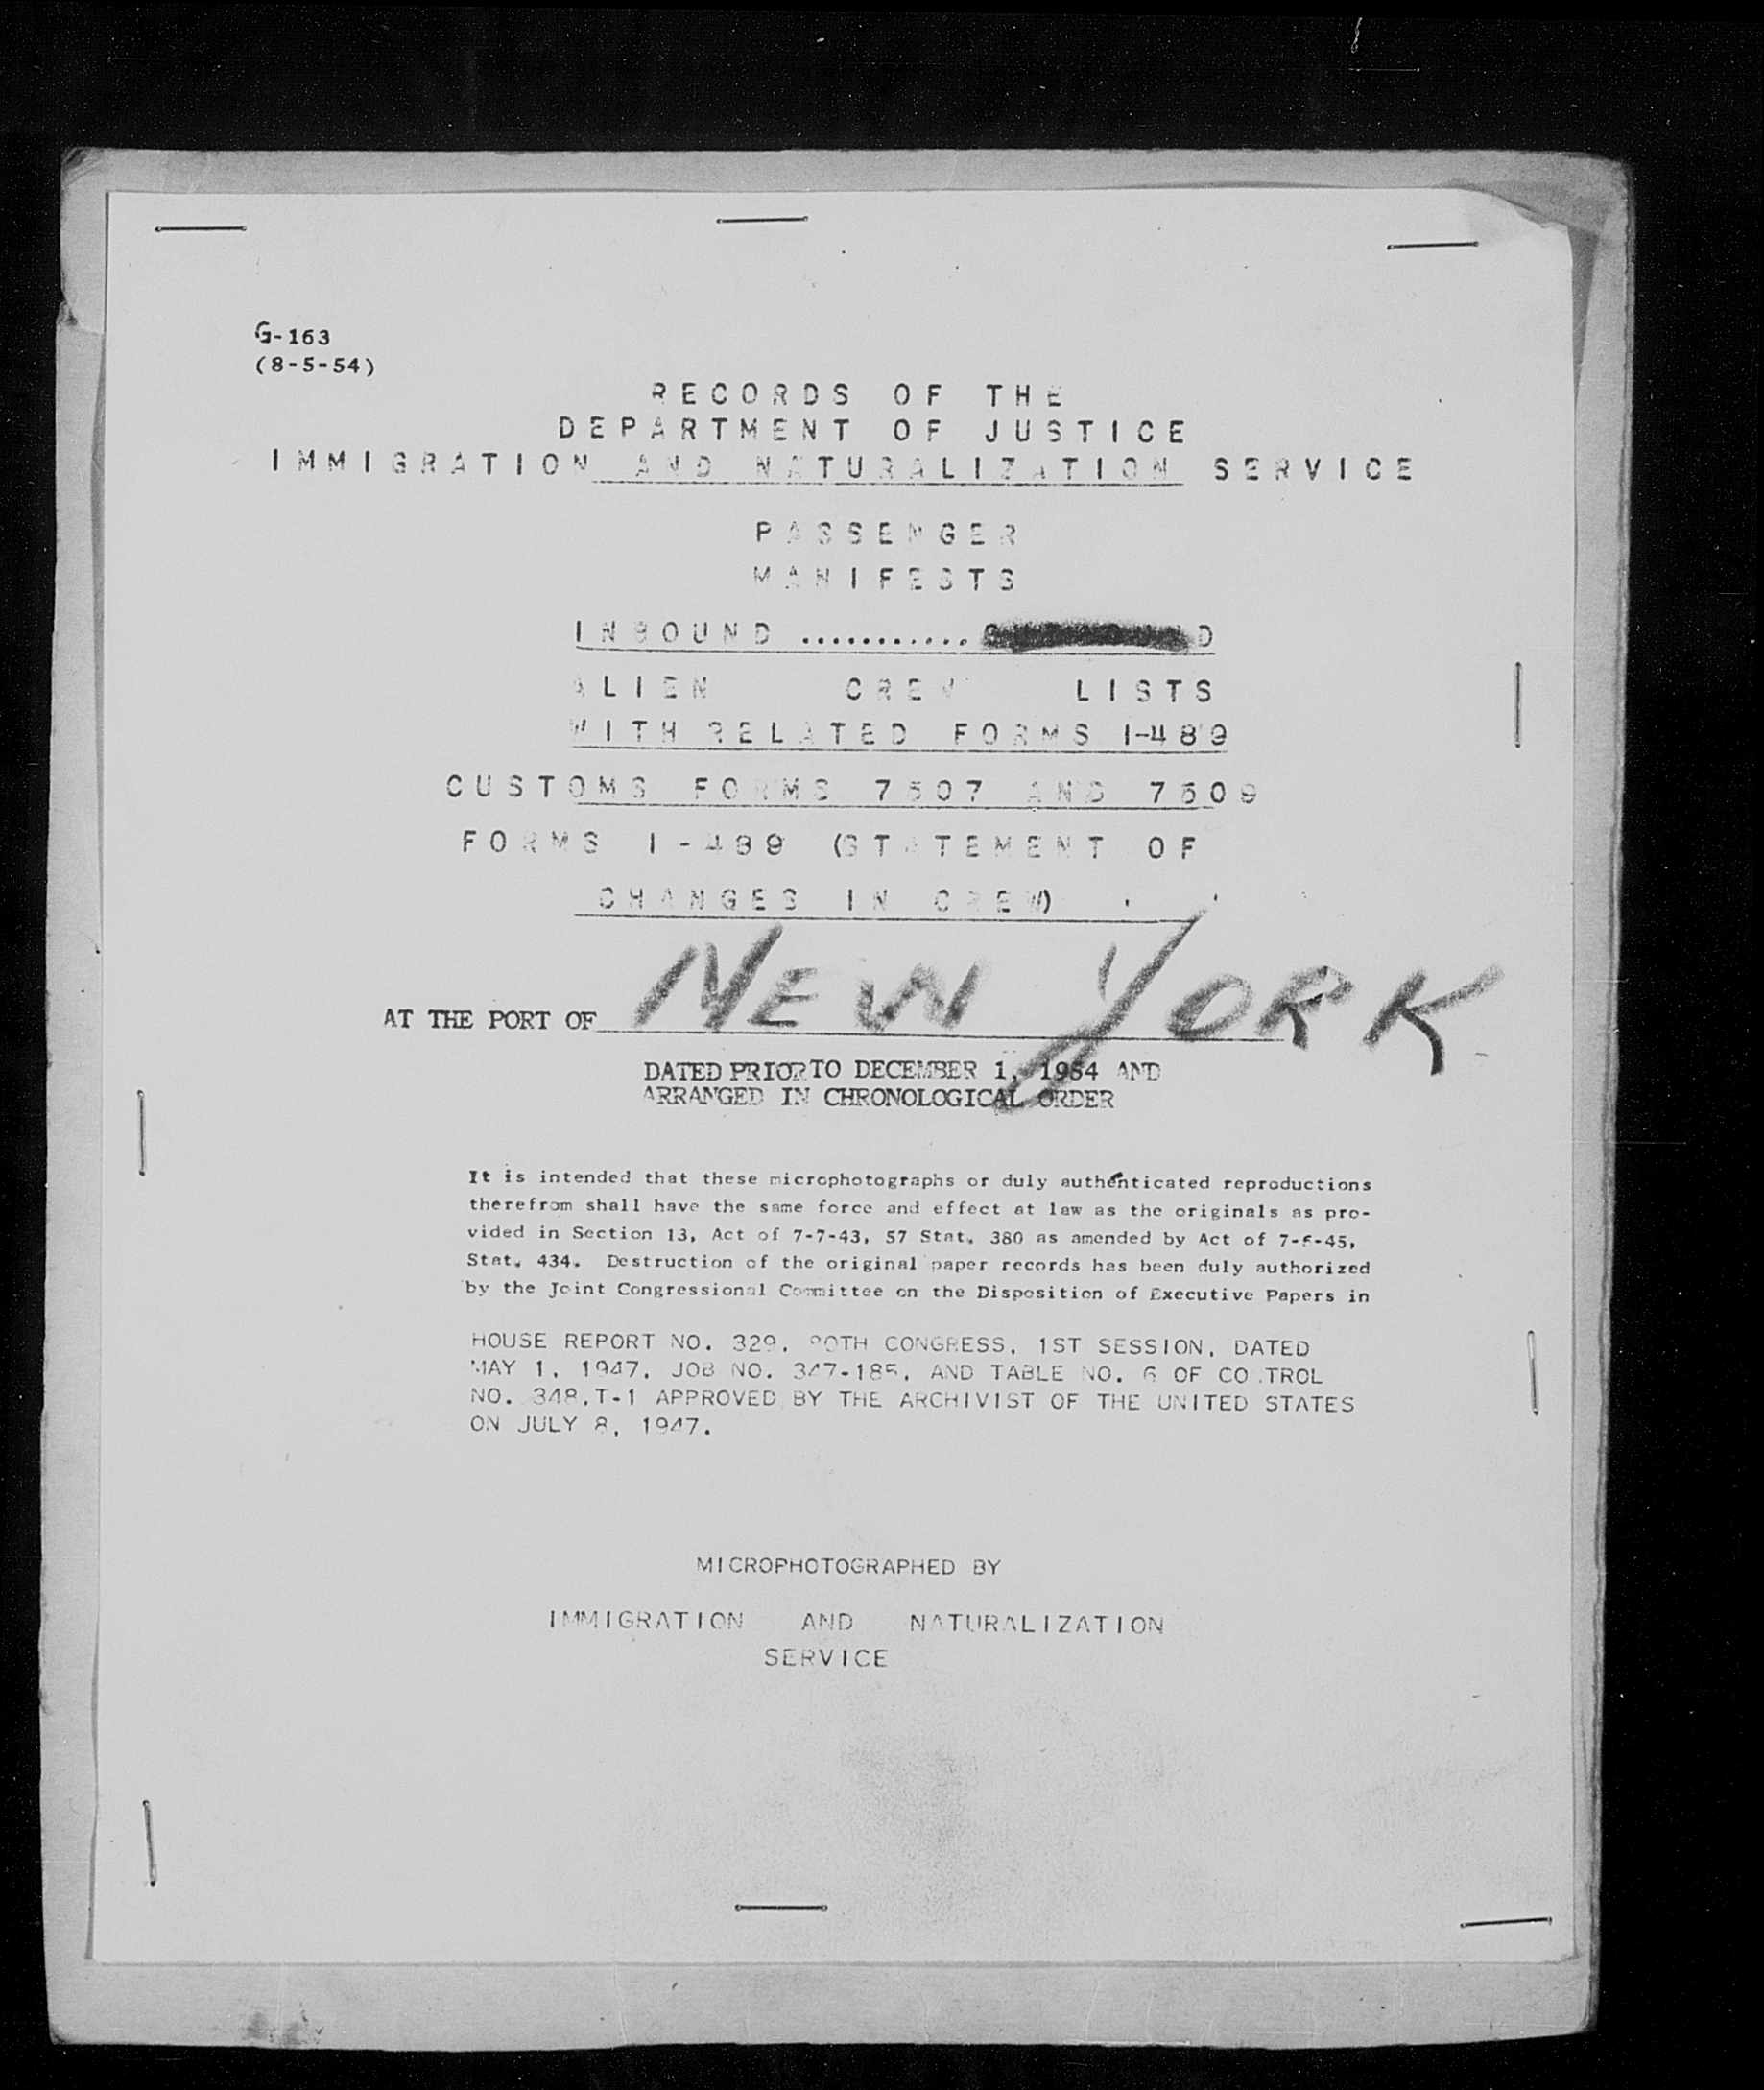 G-163
(8-5-54)
RECORDS OF THE
DEPARTMENT OF JUSTICE
IMMIGRATION AND NATURALIZATION SERVICE
PASSENGER
MANIFESTS
INBOUND ...........
ALIEN CREW LISTS
WITH RELATED FORMS I-489
CUSTOMS FORMS 7507 AND 7509
FORMS I-489 (STATEMENT OF
CHANGES IN CREW)
AT THE PORT OF NEW YORK
DATED PRIOR TO DECEMBER 1, 1954 AND
ARRANGED IN CHRONOLOGICAL ORDER
It is intended that these microphotographs or duly authenticated reproductions
therefrom shall have the same force and effect at law as the originals as pro-
vided in Section 13, Act of 7-7-43, 57 Stat. 380 as amended by Act of 7-6-45,
Stat. 434. Destruction of the original paper records has been duly authorized
by the Joint Congressional Committee on the Disposition of Executive Papers in
HOUSE REPORT NO. 329, 80TH CONGRESS, 1ST SESSION, DATED
MAY 1, 1947, JOB NO. 347-185, AND TABLE NO. 6 OF CO TROL
NO. 348,T-1 APPROVED BY THE ARCHIVIST OF THE UNITED STATES
ON JULY 8, 1947.
MICROPHOTOGRAPHED BY
IMMIGRATION AND NATURALIZATION
SERVICE